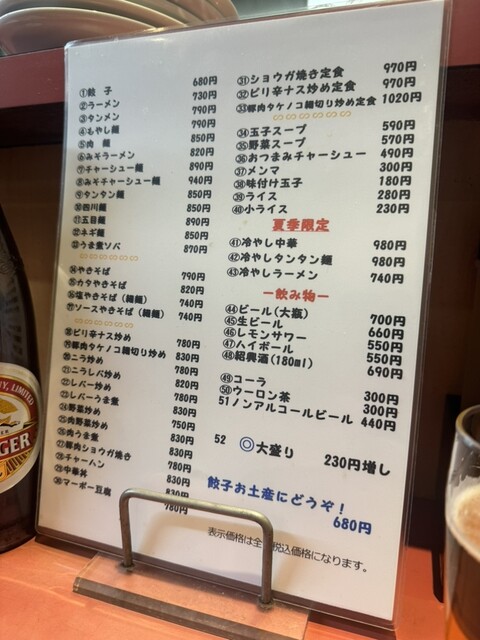 ①餃 子 680円
②ラーメン 730円
③タンメン 790円
④もやし麺 790円
⑤肉 麺 850円
⑥みそラーメン 820円
⑦チャーシュー麺 890円
⑧みそチャーシュー麺 940円
⑨タンタン麺 850円
⑩四川麺 850円
⑪五目麺 890円
⑫ネギ麺 850円
⑬うま煮ソバ 870円
⑭やきそば 790円
⑮カタやきそば 820円
⑯塩やきそば（細麺） 740円
⑰ソースやきそば（細麺） 740円
⑱ピリ辛ナス炒め 780円
⑲豚肉タケノコ細切り炒め 830円
⑳ニラ炒め 780円
㉑ニラレバ炒め 820円
㉒レバー炒め 780円
㉓レバーうま煮 830円
㉔野菜炒め 750円
㉕肉野菜炒め 830円
㉖肉うま煮 830円
㉗豚肉ショウガ焼き 780円
㉘チャーハン 830円
㉙中華丼 830円
㉚マーボー豆腐 780円
㉛ショウガ焼き定食 970円
㉜ピリ辛ナス炒め定食 970円
㉝豚肉タケノコ細切り炒め定食 1020円
㉞玉子スープ 590円
㉟野菜スープ 570円
㊱おつまみチャーシュー 490円
㊲メンマ 300円
㊳味付け玉子 180円
㊴ライス 280円
㊵小ライス 230円
夏季限定
㊶冷やし中華 980円
㊷冷やしタンタン麺 980円
㊸冷やしラーメン 740円
ー飲み物ー
㊹ビール(大瓶) 700円
㊺生ビール 660円
㊻レモンサワー 550円
㊼ハイボール 550円
㊽紹興酒(180ml) 690円
㊾コーラ 300円
㊿ウーロン茶 300円
51ノンアルコールビール 440円
52 ◎大盛り 230円増し
餃子お土産にどうぞ！
680円
表示価格は全 税込価格になります。